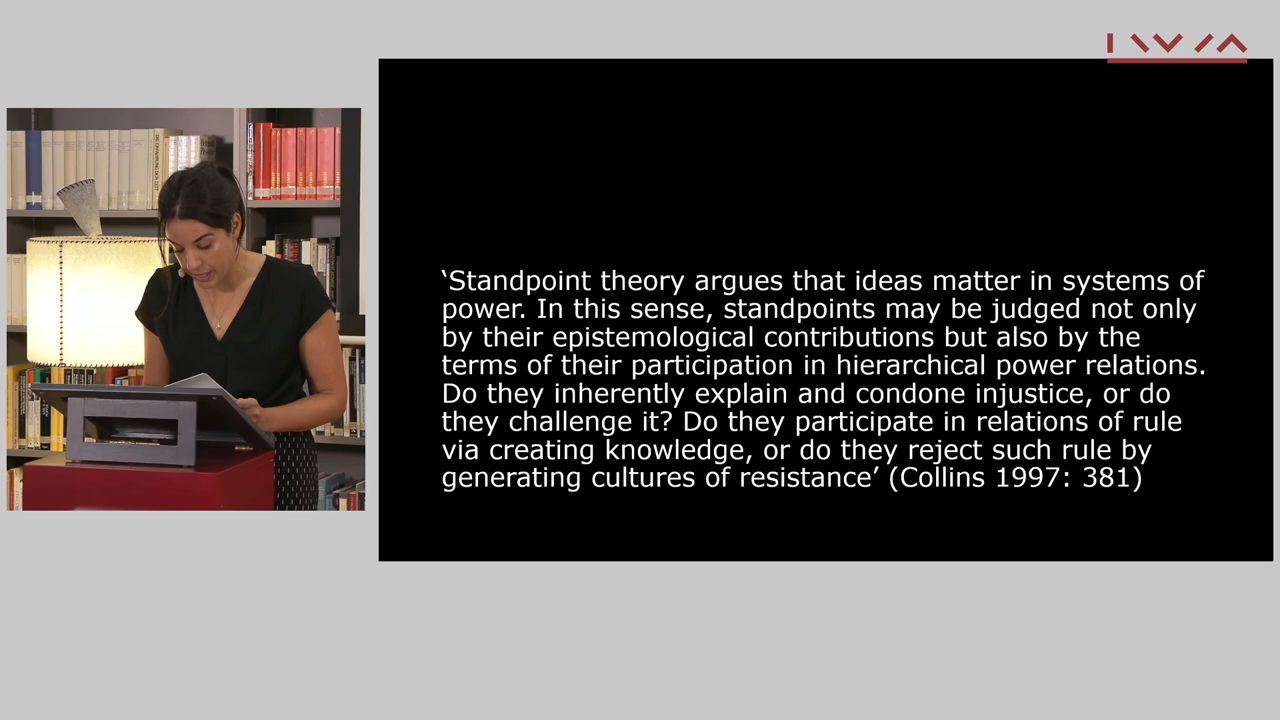 ‘Standpoint theory argues that ideas matter in systems of
power. In this sense, standpoints may be judged not only
by their epistemological contributions but also by the
terms of their participation in hierarchical power relations.
Do they inherently explain and condone injustice, or do
they challenge it? Do they participate in relations of rule
via creating knowledge, or do they reject such rule by
generating cultures of resistance’ (Collins 1997: 381)